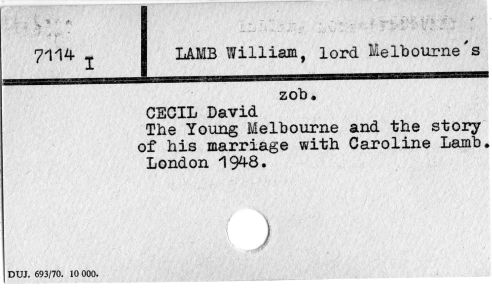 7114 I
LAMB William, lord Melbourne's
zob.
CECIL David
The Young Melbourne and the story
of his marriage with Caroline Lamb.
London 1948.
DUJ. 693/70. 10 000.